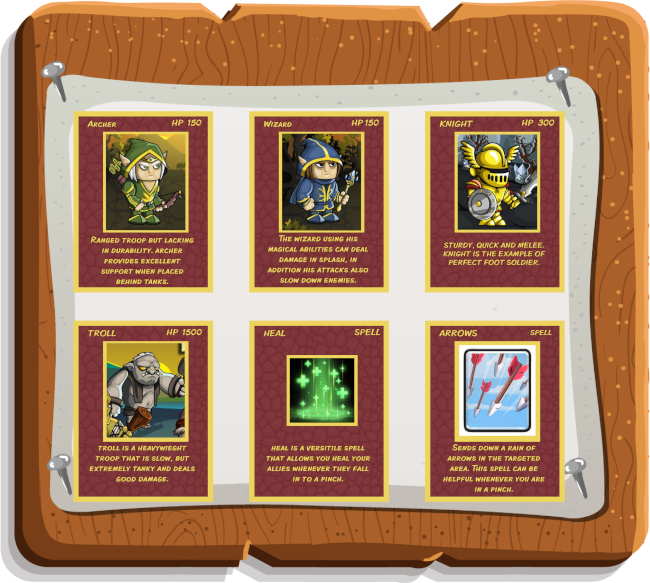 Archer HP 150
Ranged troop but lacking
in durability. Archer
provides excellent
support when placed
behind tanks.
Wizard HP 150
The wizard using his
magical abilities can deal
damage in splash, in
addition his attacks also
slow down enemies.
KNIGHT HP 300
STURDY, QUICK AND MELEE.
KNIGHT IS THE EXAMPLE OF
PERFECT FOOT SOLDIER.
TROLL HP 1500
TROLL IS A HEAVYWIEGHT
TROOP THAT IS SLOW, BUT
EXTREMELY TANKY AND DEALS
GOOD DAMAGE.
HEAL SPELL
HEAL IS A VERSITILE SPELL
THAT ALLOWS YOU HEAL YOUR
ALLIES WHENEVER THEY FALL
IN TO A PINCH.
ARROWS SPELL
Sends down a rain of
arrows in the targeted
area. This spell can be
helpful whenever you are
in a pinch.